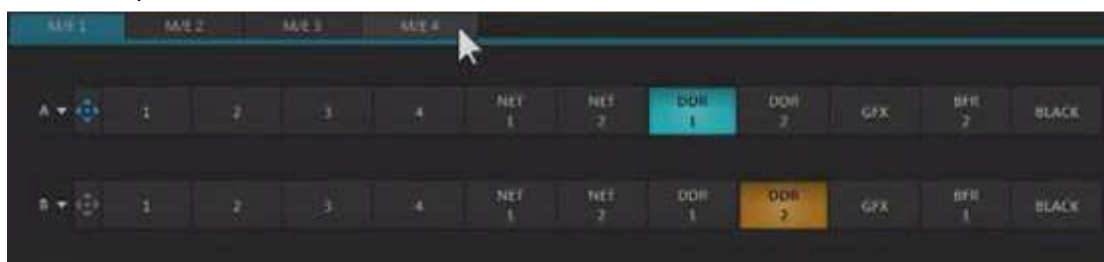 M/E 1 M/E 2 M/E 3 M/E 4
A 1 2 3 4 NET 1 NET 2 DDR 1 DDR 2 GFX BFR 2 BLACK
B 1 2 3 4 NET 1 NET 2 DDR 1 DDR 2 GFX BFR 1 BLACK